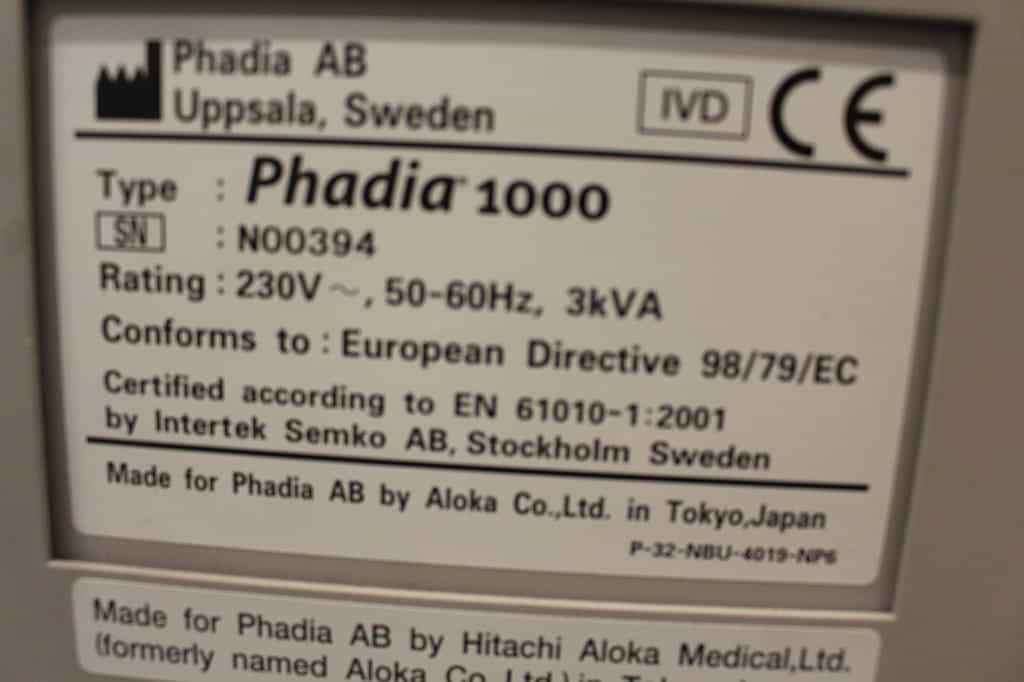 Phadia AB
Uppsala, Sweden
IVD CE
Type : Phadia 1000
SN : N00394
Rating : 230V ~, 50-60Hz, 3kVA
Conforms to : European Directive 98/79/EC
Certified according to EN 61010-1:2001
by Intertek Semko AB, Stockholm Sweden
Made for Phadia AB by Aloka Co.,Ltd. in Tokyo,Japan
P-32-NBU-4019-NP6
Made for Phadia AB by Hitachi Aloka Medical,Ltd.
(formerly named Aloka Co.,Ltd.) in